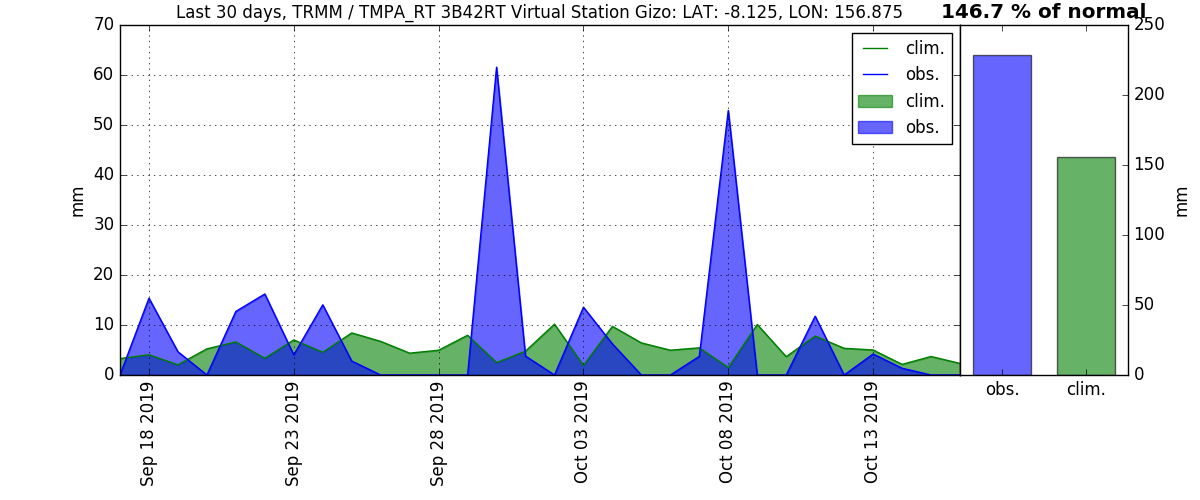 Last 30 days, TRMM / TMPA_RT 3B42RT Virtual Station Gizo: LAT: -8.125, LON: 156.875
146.7 % of normal
70
60
50
40
30
20
10
0
mm
clim.
obs.
clim.
obs.
250
200
150
100
50
0
mm
Sep 18 2019
Sep 23 2019
Sep 28 2019
Oct 03 2019
Oct 08 2019
Oct 13 2019
obs.
clim.